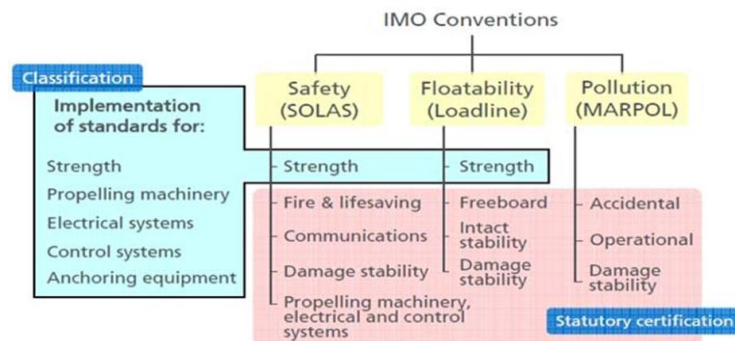 IMO Conventions
Classification
Safety
(SOLAS)
Floatability
(Loadline)
Pollution
(MARPOL)
Implementation
of standards for:
Strength
Propelling machinery
Electrical systems
Control systems
Anchoring equipment
Strength
Fire & lifesaving
Communications
Damage stability
Propelling machinery,
electrical and control
systems
Strength
Freeboard
Intact
stability
Damage
stability
Accidental
Operational
Damage
stability
Statutory certification